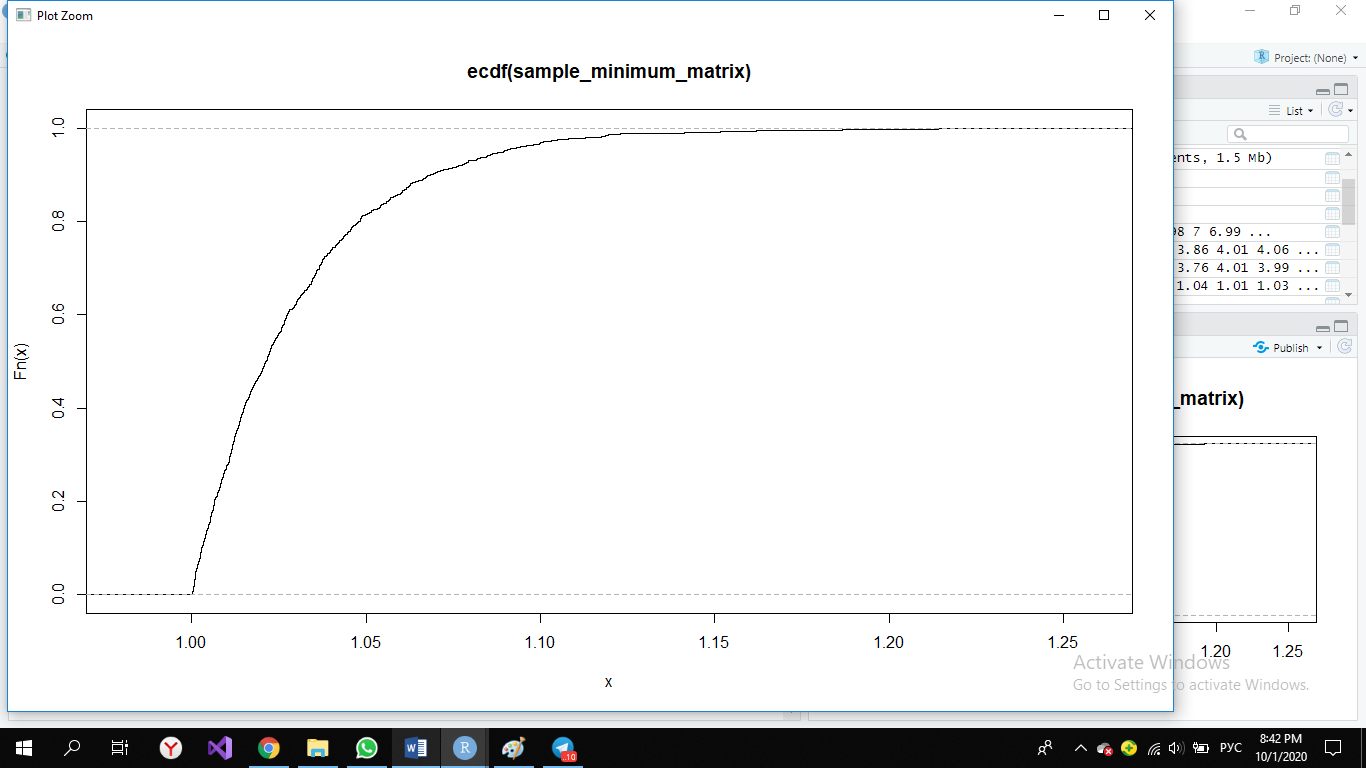 Plot Zoom
ecdf(sample_minimum_matrix)
1.0
0.8
0.6
0.4
0.2
0.0
Fn(x)
1.00 1.05 1.10 1.15 1.20 1.25
x
Project: (None)
List
1.5 Mb)
7 6.99 ...
3.86 4.01 4.06 ...
3.76 4.01 3.99 ...
1.04 1.01 1.03 ...
Publish
_matrix)
1.20 1.25
Activate Windows
Go to Settings to activate Windows.
R
W
R
10
РУС
8:42 PM
10/1/2020